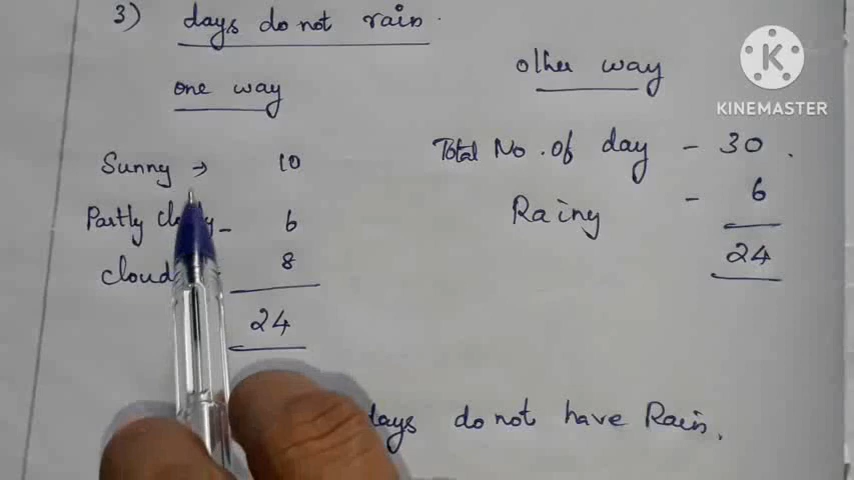 3) days do not rain.
one way
Sunny → 10
Partly cloudy - 6
cloud 8
24
other way
Total No. of day - 30.
Rainy - 6
24
days do not have Rain.
K
KINEMASTER